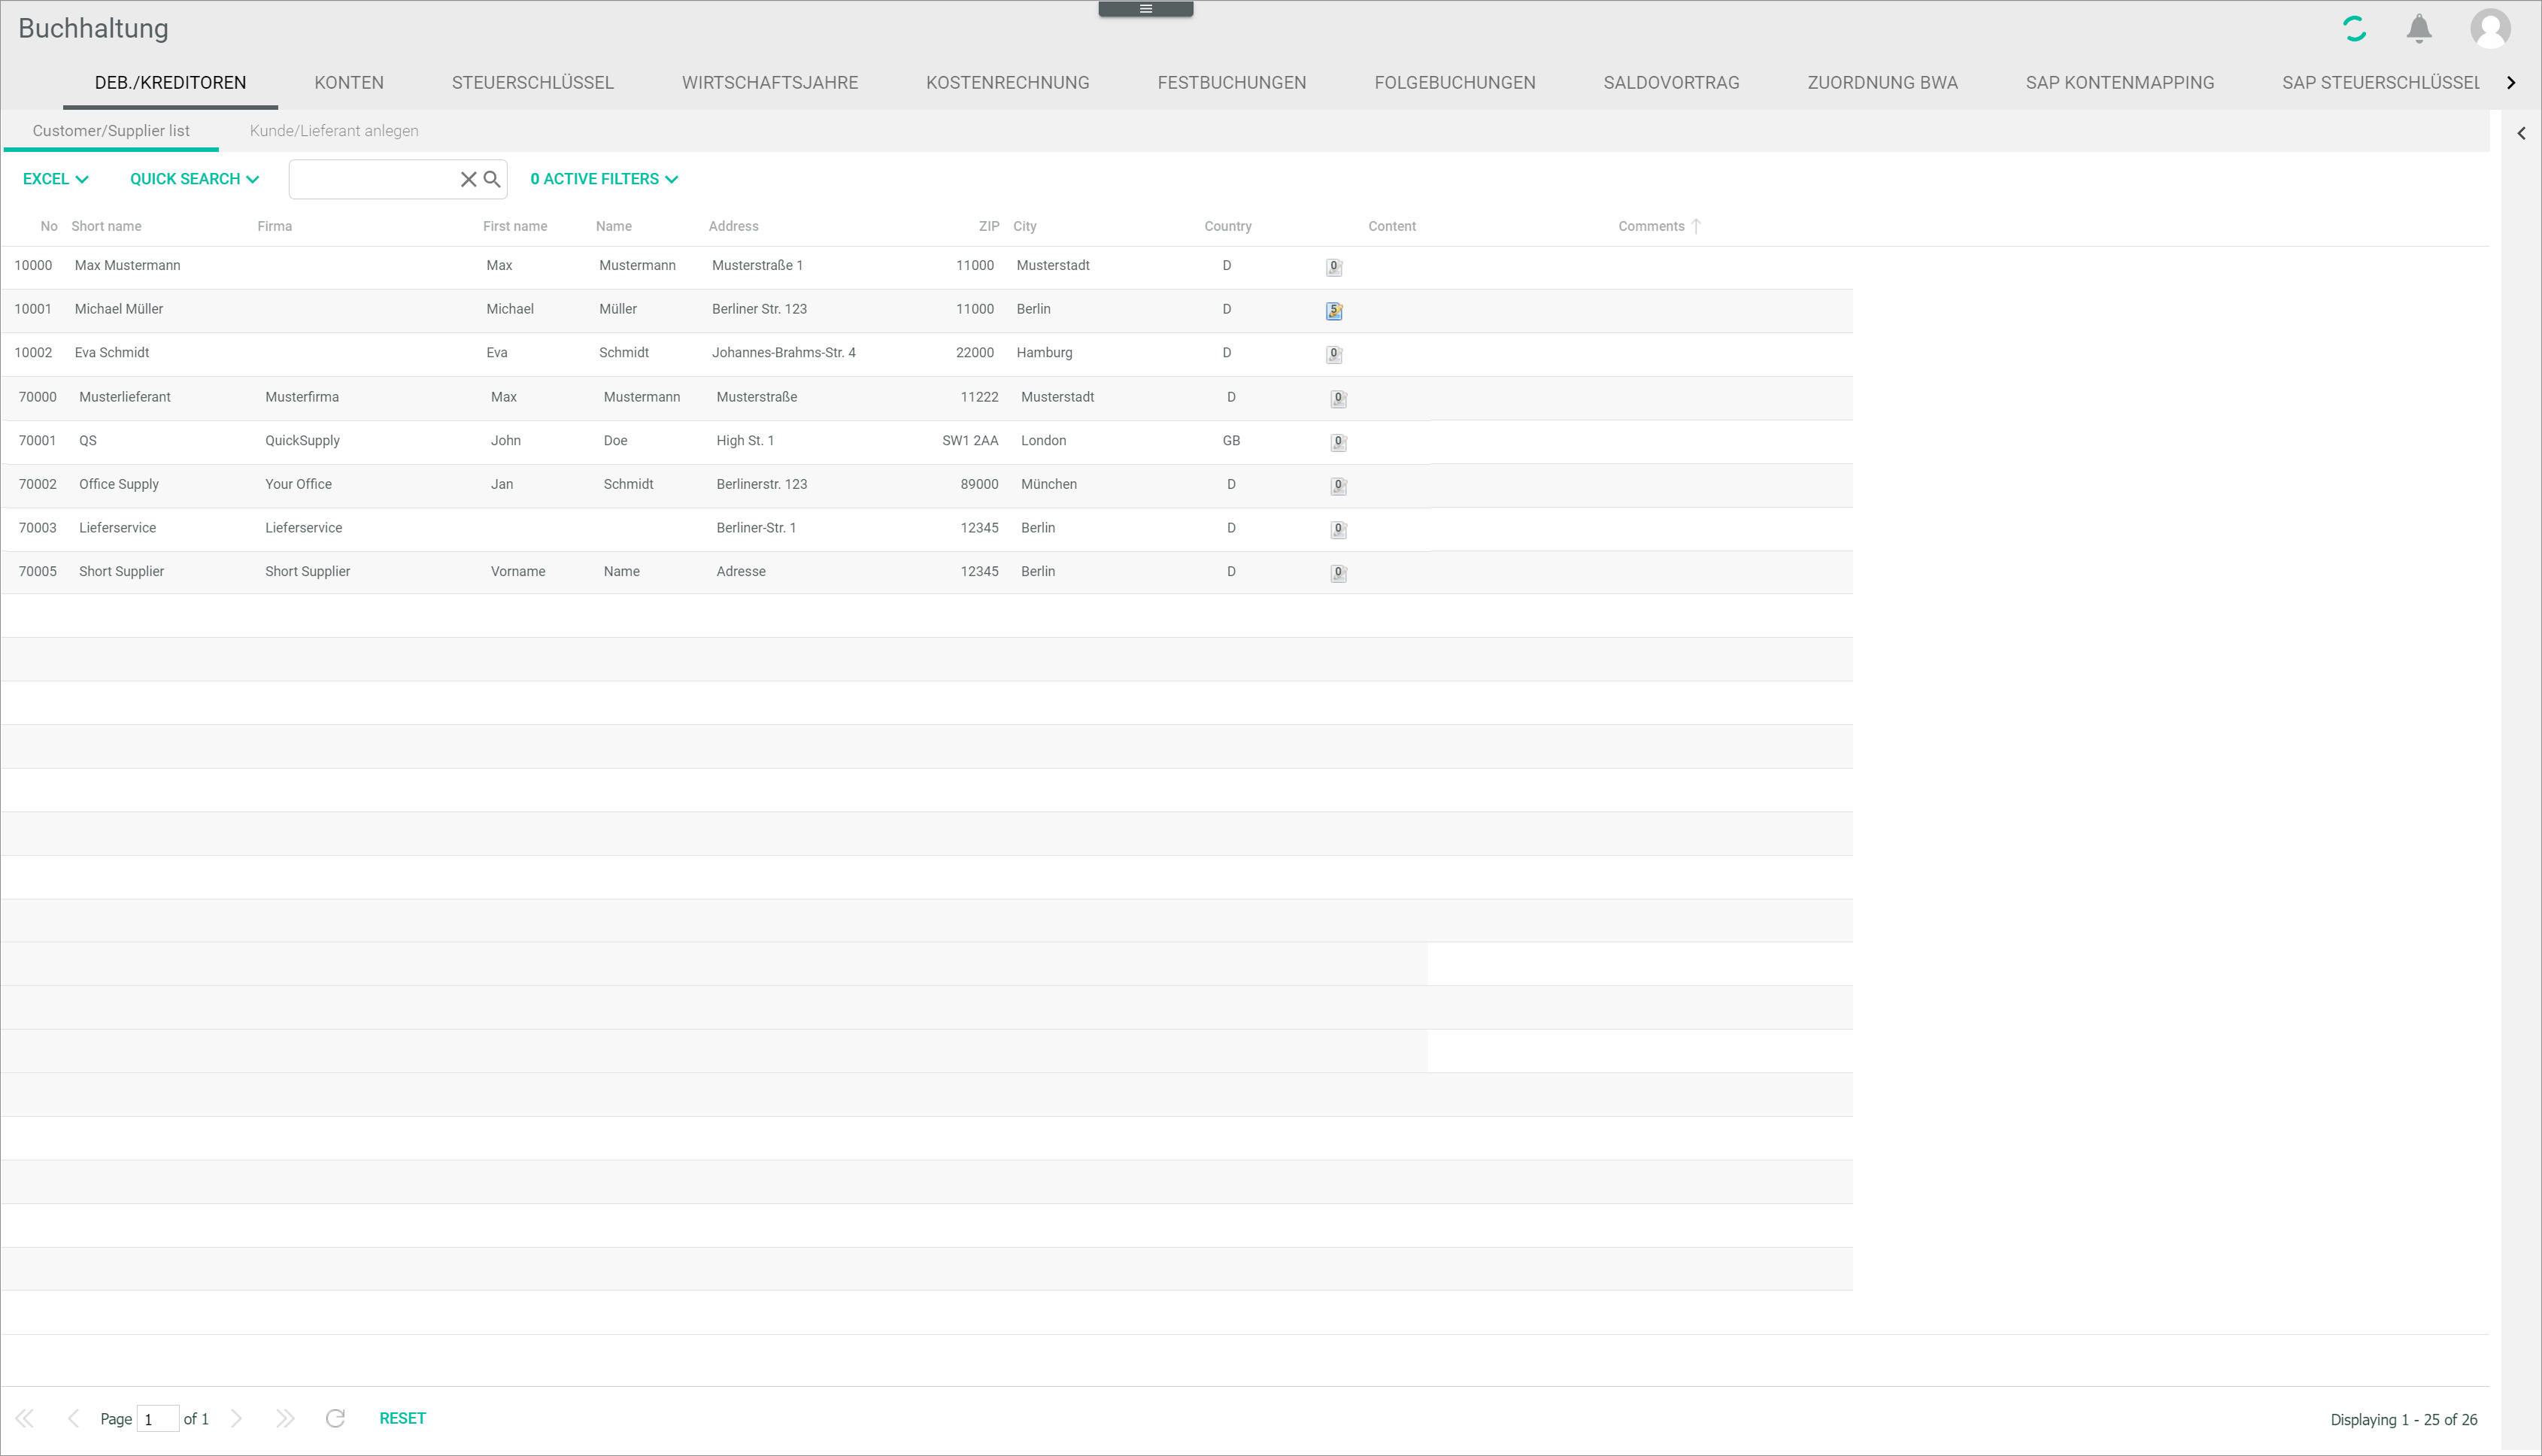 Buchhaltung
DEB./KREDITOREN KONTEN STEUERSCHLÜSSEL WIRTSCHAFTSJAHRE KOSTENRECHNUNG FESTBUCHUNGEN FOLGEBUCHUNGEN SALDOVORTRAG ZUORDNUNG BWA SAP KONTENMAPPING SAP STEUERSCHLÜSSEL
Customer/Supplier list Kunde/Lieferant anlegen
EXCEL QUICK SEARCH 0 ACTIVE FILTERS
No Short name Firma First name Name Address ZIP City Country Content Comments
10000 Max Mustermann Max Mustermann Musterstraße 1 11000 Musterstadt D 0
10001 Michael Müller Michael Müller Berliner Str. 123 11000 Berlin D 5
10002 Eva Schmidt Eva Schmidt Johannes-Brahms-Str. 4 22000 Hamburg D 0
70000 Musterlieferant Musterfirma Max Mustermann Musterstraße 11222 Musterstadt D 0
70001 QS QuickSupply John Doe High St. 1 SW1 2AA London GB 0
70002 Office Supply Your Office Jan Schmidt Berlinerstr. 123 89000 München D 0
70003 Lieferservice Lieferservice Berliner-Str. 1 12345 Berlin D 0
70005 Short Supplier Short Supplier Vorname Name Adresse 12345 Berlin D 0
Page 1 of 1 RESET Displaying 1 - 25 of 26